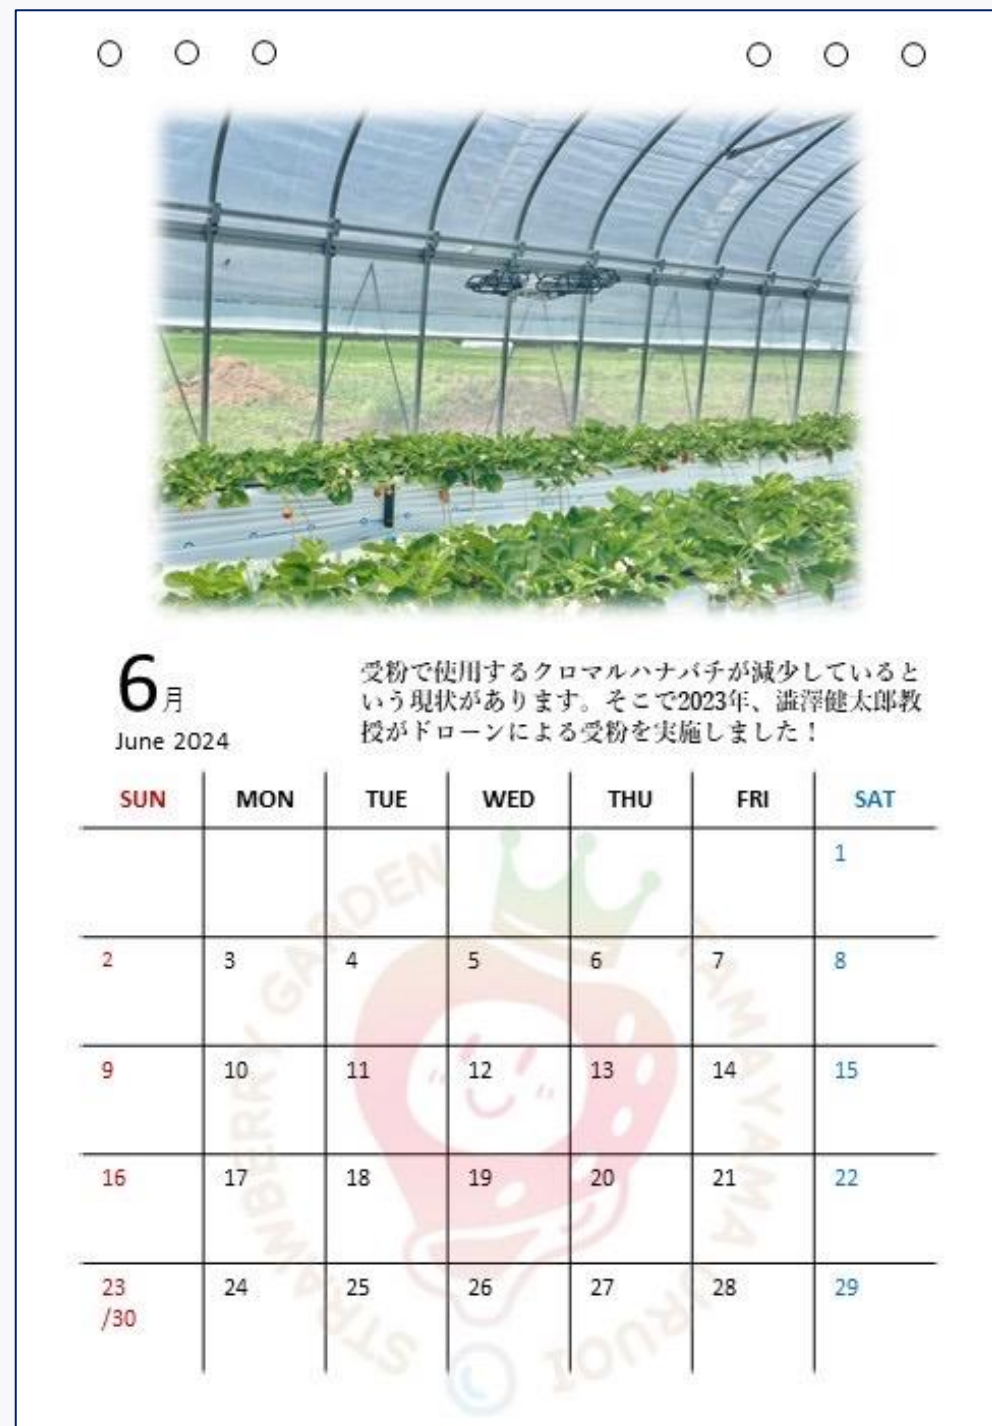 6月
June 2024
受粉で使用するクロマルハナバチが減少していると
いう現状があります。そこで2023年、澁澤健太郎教
授がドローンによる受粉を実施しました！
SUN MON TUE WED THU FRI SAT
1
2 3 4 5 6 7 8
9 10 11 12 13 14 15
16 17 18 19 20 21 22
23 24 25 26 27 28 29
/30
STRAWBERRY GARDEN TAMAYAMA URUOI